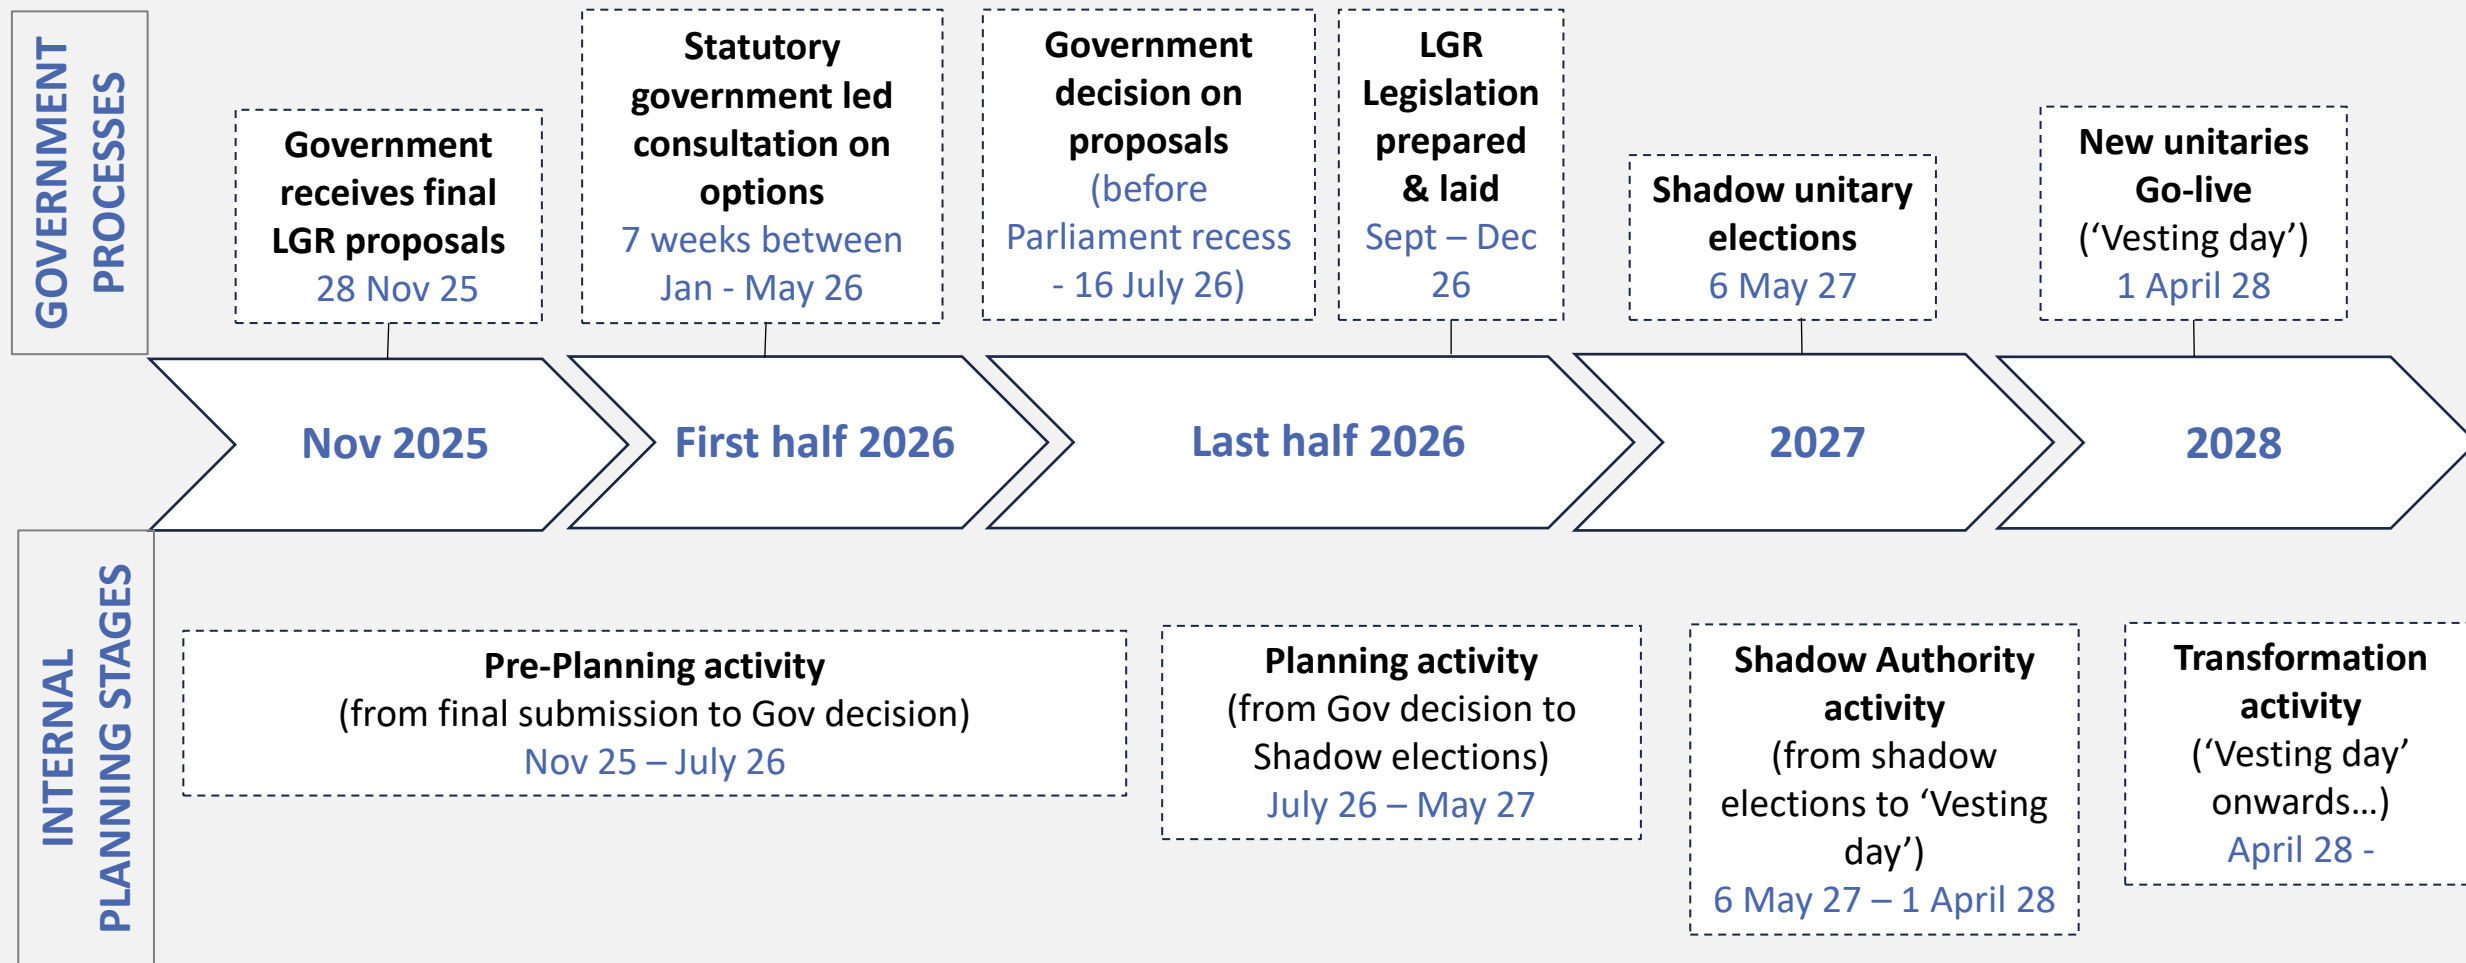 GOVERNMENT
PROCESSES
Government
receives final
LGR proposals
28 Nov 25
Statutory
government led
consultation on
options
7 weeks between
Jan - May 26
Government
decision on
proposals
(before
Parliament recess
- 16 July 26)
LGR
Legislation
prepared
& laid
Sept – Dec
26
Shadow unitary
elections
6 May 27
New unitaries
Go-live
(‘Vesting day’)
1 April 28
Nov 2025
First half 2026
Last half 2026
2027
2028
INTERNAL
PLANNING STAGES
Pre-Planning activity
(from final submission to Gov decision)
Nov 25 – July 26
Planning activity
(from Gov decision to
Shadow elections)
July 26 – May 27
Shadow Authority
activity
(from shadow
elections to ‘Vesting
day’)
6 May 27 – 1 April 28
Transformation
activity
(‘Vesting day’
onwards…)
April 28 -